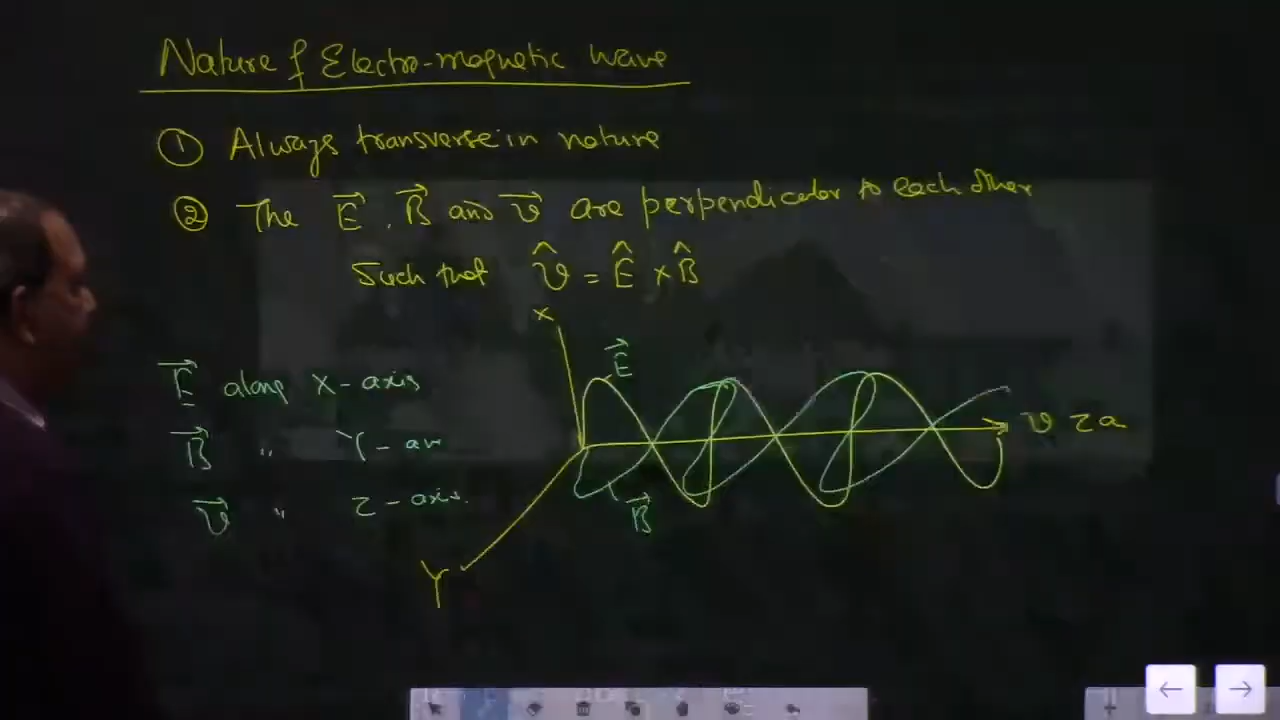 Nature of Electro-magnetic wave
① Always transverse in nature
② The E⃗, B⃗ and v⃗ are perpendicular to each other
Such that v̂ = Ê × B̂
X
E⃗
E⃗ along X-axis
v z a
B⃗ " Y-ax
v⃗ " z-axis.
B⃗
Y